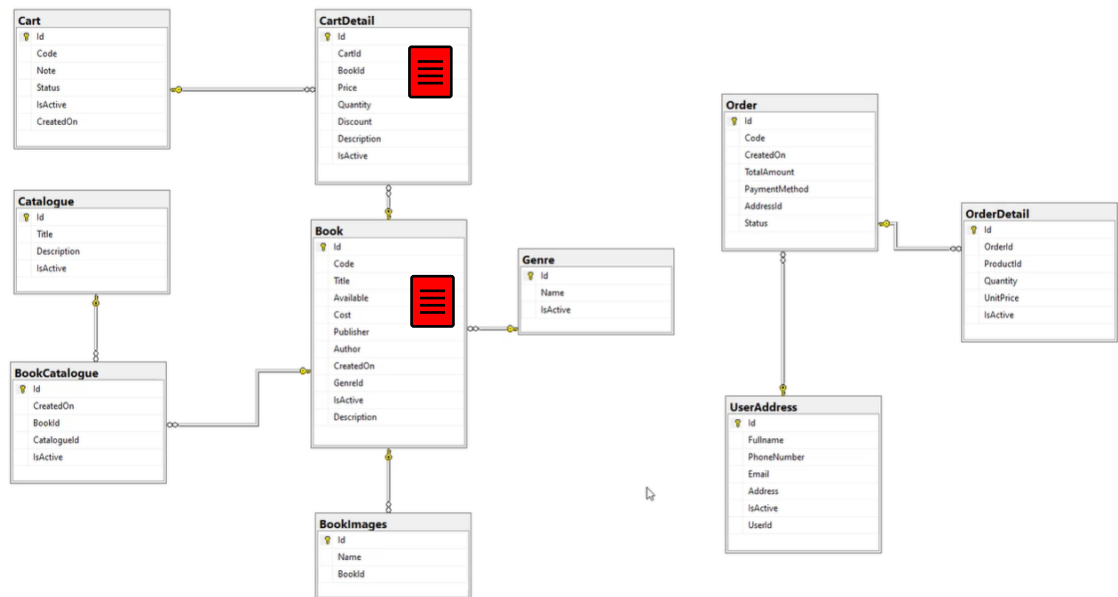 Cart
Id
Code
Note
Status
IsActive
CreatedOn
CartDetail
Id
CartId
BookId
Price
Quantity
Discount
Description
IsActive
Catalogue
Id
Title
Description
IsActive
Book
Id
Code
Title
Available
Cost
Publisher
Author
CreatedOn
GenreId
IsActive
Description
Genre
Id
Name
IsActive
BookCatalogue
Id
CreatedOn
BookId
CatalogueId
IsActive
BookImages
Id
Name
BookId
Order
Id
Code
CreatedOn
TotalAmount
PaymentMethod
AddressId
Status
OrderDetail
Id
OrderId
ProductId
Quantity
UnitPrice
IsActive
UserAddress
Id
Fullname
PhoneNumber
Email
Address
IsActive
UserId